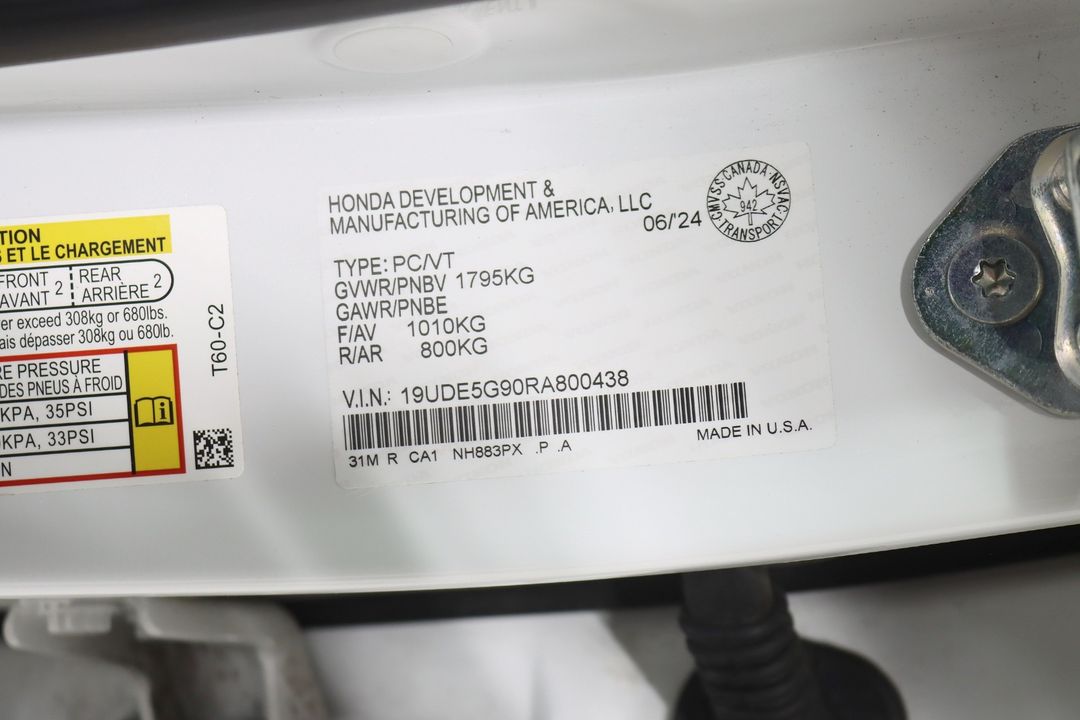 TION
S ET LE CHARGEMENT
FRONT
AVANT 2
REAR
ARRIÈRE 2
er exceed 308kg or 680lbs.
ais dépasser 308kg ou 680lb.
RE PRESSURE
DES PNEUS À FROID
KPA, 35PSI
KPA, 33PSI
N
T60-C2
HONDA DEVELOPMENT &
MANUFACTURING OF AMERICA, LLC
06/'24
CMVSS CANADA NSVAC
942
TRANSPORT
TYPE: PC/VT
GVWR/PNBV 1795KG
GAWR/PNBE
F/AV 1010KG
R/AR 800KG
V.I.N.: 19UDE5G90RA800438
31M R CA1 NH883PX .P .A
MADE IN U.S.A.